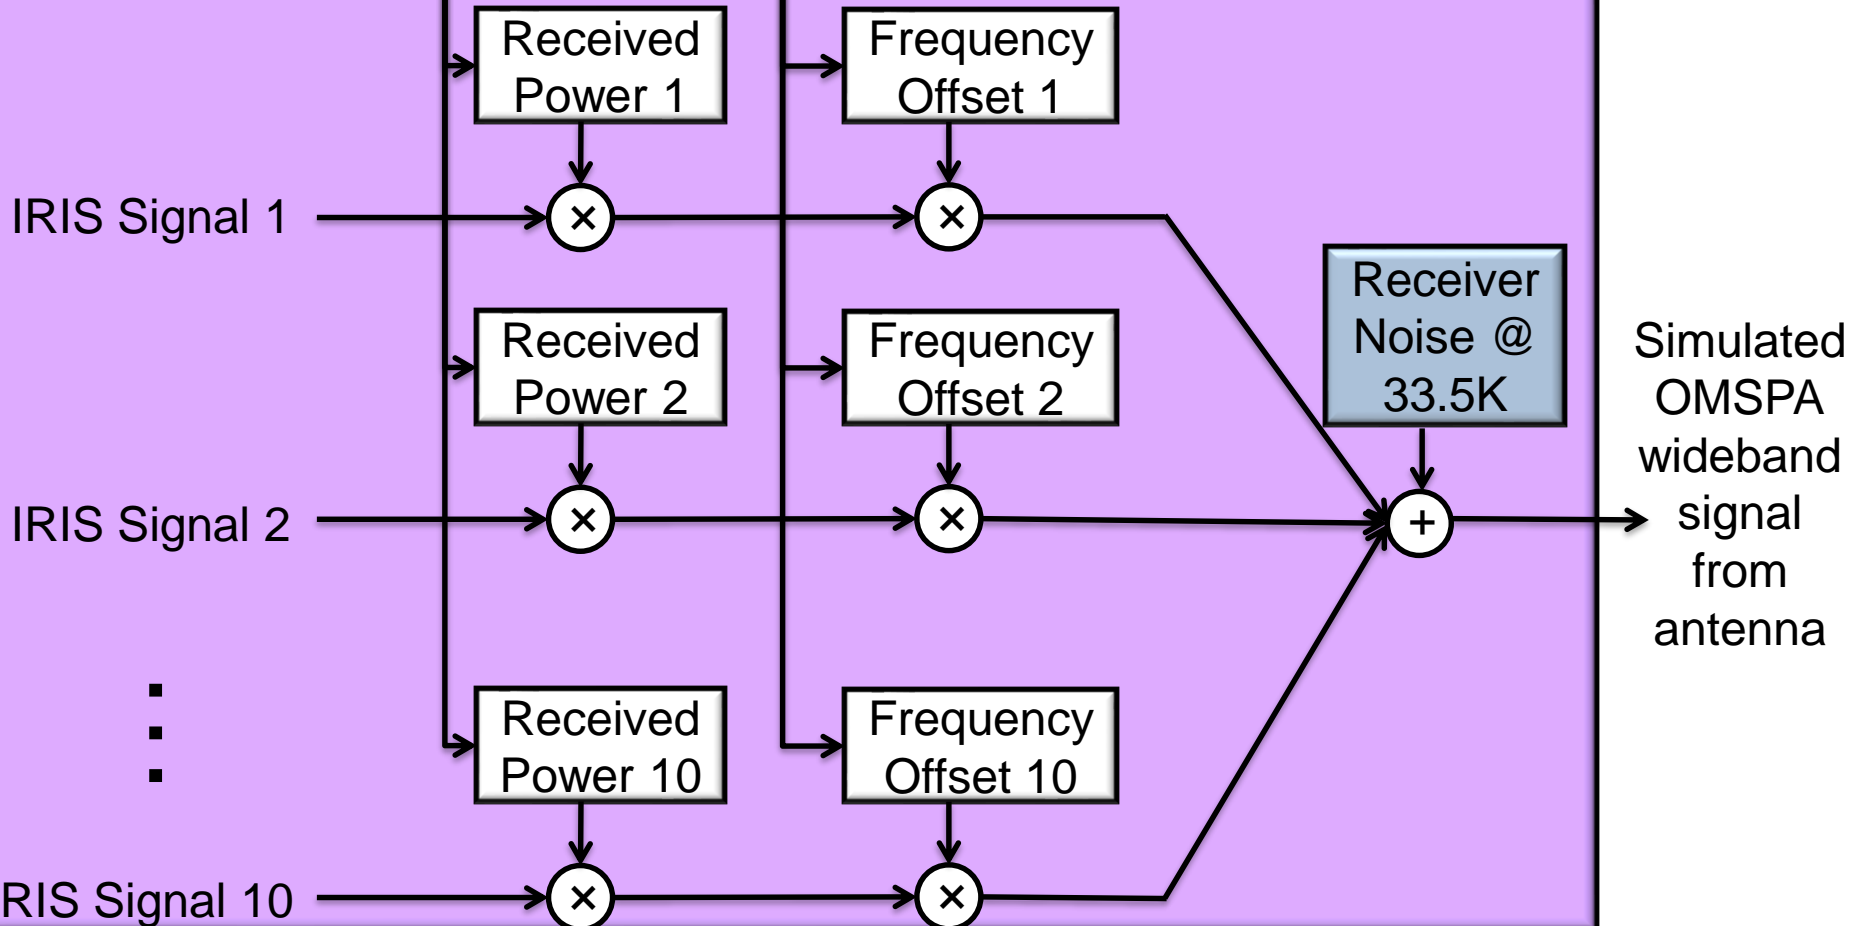 Received
Power 1
Frequency
Offset 1
×
×
IRIS Signal 1
Receiver
Noise @
33.5K
Received
Power 2
Frequency
Offset 2
×
×
+
IRIS Signal 2
Simulated
OMSPA
wideband
signal
from
antenna
Received
Power 10
Frequency
Offset 10
×
×
RIS Signal 10